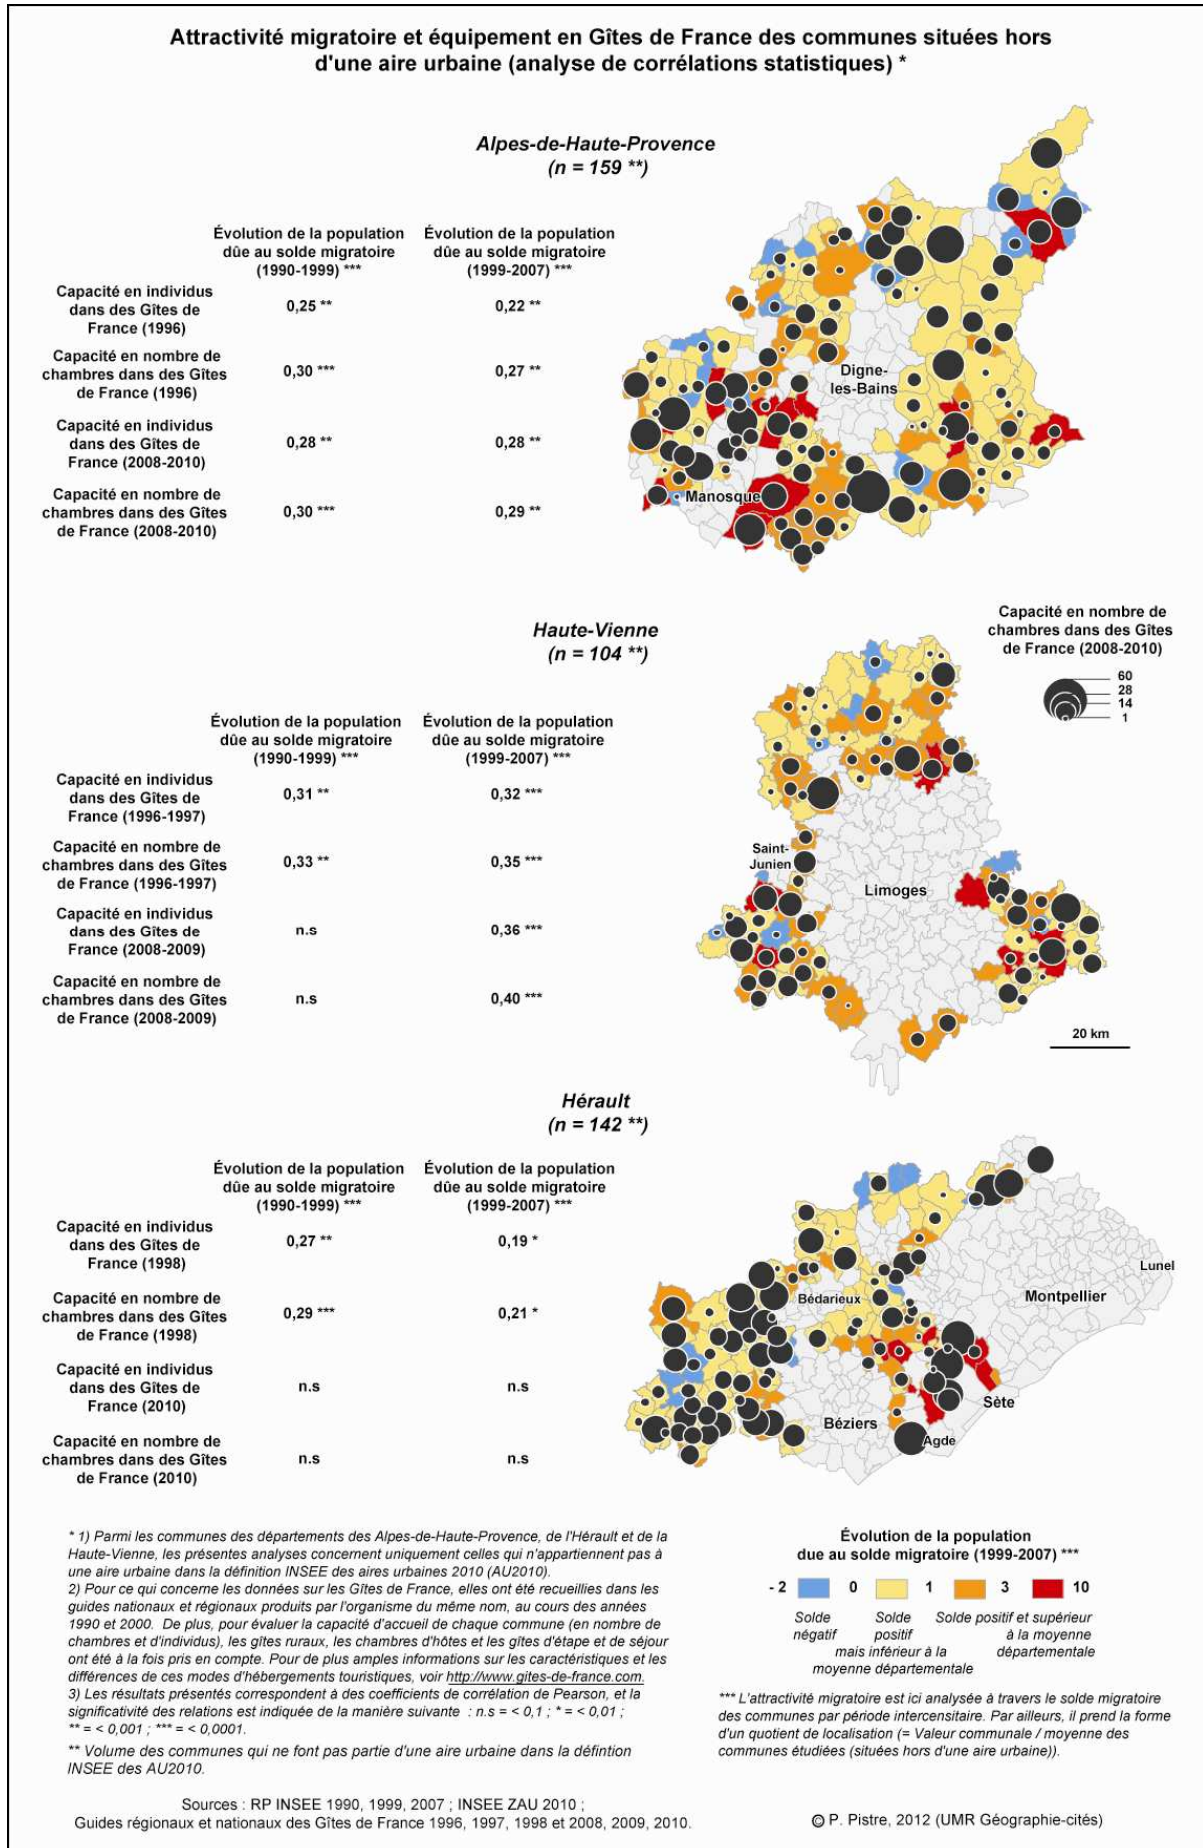 Attractivité migratoire et équipement en Gîtes de France des communes situées hors
d'une aire urbaine (analyse de corrélations statistiques) *
Alpes-de-Haute-Provence
(n = 159 **)
Évolution de la population
dûe au solde migratoire
(1990-1999) ***
Évolution de la population
dûe au solde migratoire
(1999-2007) ***
Capacité en individus
dans des Gîtes de
France (1996)
0,25 **
0,22 **
Capacité en nombre de
chambres dans des Gîtes
de France (1996)
0,30 ***
0,27 **
Capacité en individus
dans des Gîtes de
France (2008-2010)
0,28 **
0,28 **
Capacité en nombre de
chambres dans des Gîtes
de France (2008-2010)
0,30 ***
0,29 **
Digne-
les-Bains
Manosque
Haute-Vienne
(n = 104 **)
Capacité en nombre de
chambres dans des Gîtes
de France (2008-2010)
60
28
14
1
Évolution de la population
dûe au solde migratoire
(1990-1999) ***
Évolution de la population
dûe au solde migratoire
(1999-2007) ***
Capacité en individus
dans des Gîtes de
France (1996-1997)
0,31 **
0,32 ***
Capacité en nombre de
chambres dans des Gîtes
de France (1996-1997)
0,33 **
0,35 ***
Capacité en individus
dans des Gîtes de
France (2008-2009)
n.s
0,36 ***
Capacité en nombre de
chambres dans des Gîtes
de France (2008-2009)
n.s
0,40 ***
Saint-
Junien
Limoges
20 km
Hérault
(n = 142 **)
Évolution de la population
dûe au solde migratoire
(1990-1999) ***
Évolution de la population
dûe au solde migratoire
(1999-2007) ***
Capacité en individus
dans des Gîtes de
France (1998)
0,27 **
0,19 *
Capacité en nombre de
chambres dans des Gîtes
de France (1998)
0,29 ***
0,21 *
Capacité en individus
dans des Gîtes de
France (2010)
n.s
n.s
Capacité en nombre de
chambres dans des Gîtes
de France (2010)
n.s
n.s
Lunel
Montpellier
Bédarieux
Sète
Béziers
Agde
* 1) Parmi les communes des départements des Alpes-de-Haute-Provence, de l'Hérault et de la
Haute-Vienne, les présentes analyses concernent uniquement celles qui n'appartiennent pas à
une aire urbaine dans la définition INSEE des aires urbaines 2010 (AU2010).
2) Pour ce qui concerne les données sur les Gîtes de France, elles ont été recueillies dans les
guides nationaux et régionaux produits par l'organisme du même nom, au cours des années
1990 et 2000. De plus, pour évaluer la capacité d'accueil de chaque commune (en nombre de
chambres et d'individus), les gîtes ruraux, les chambres d'hôtes et les gîtes d'étape et de séjour
ont été à la fois pris en compte. Pour de plus amples informations sur les caractéristiques et les
différences de ces modes d'hébergements touristiques, voir http://www.gites-de-france.com.
3) Les résultats présentés correspondent à des coefficients de corrélation de Pearson, et la
significativité des relations est indiquée de la manière suivante : n.s = < 0,1 ; * = < 0,01 ;
** = < 0,001 ; *** = < 0,0001.
** Volume des communes qui ne font pas partie d'une aire urbaine dans la défintion
INSEE des AU2010.
Évolution de la population
due au solde migratoire (1999-2007) ***
- 2 0 1 3 10
Solde
négatif
Solde
positif
mais inférieur à la
moyenne départementale
Solde positif et supérieur
à la moyenne
départementale
*** L'attractivité migratoire est ici analysée à travers le solde migratoire
des communes par période intercensitaire. Par ailleurs, il prend la forme
d'un quotient de localisation (= Valeur communale / moyenne des
communes étudiées (situées hors d'une aire urbaine)).
Sources : RP INSEE 1990, 1999, 2007 ; INSEE ZAU 2010 ;
Guides régionaux et nationaux des Gîtes de France 1996, 1997, 1998 et 2008, 2009, 2010.
© P. Pistre, 2012 (UMR Géographie-cités)